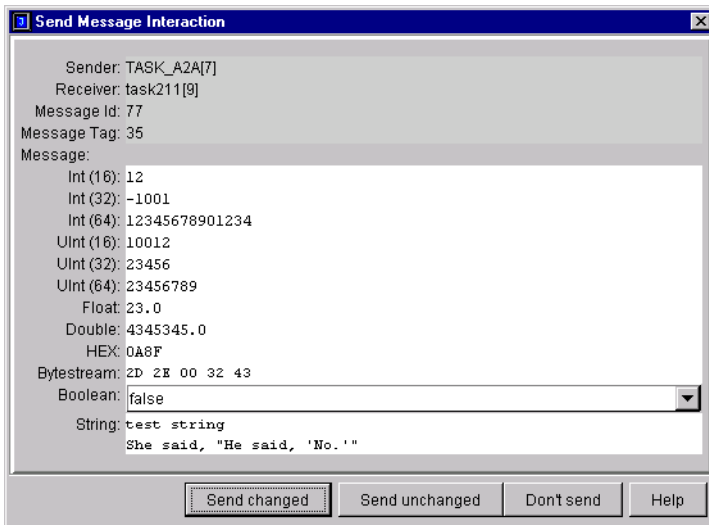 Send Message Interaction
Sender: TASK_A2A[7]
Receiver: task211[9]
Message Id: 77
Message Tag: 35
Message:
Int (16): 12
Int (32): -1001
Int (64): 12345678901234
UInt (16): 10012
UInt (32): 23456
UInt (64): 23456789
Float: 23.0
Double: 4345345.0
HEX: 0A8F
Bytestream: 2D 2E 00 32 43
Boolean: false
String: test string
She said, "He said, 'No.'"
Send changed Send unchanged Don't send Help